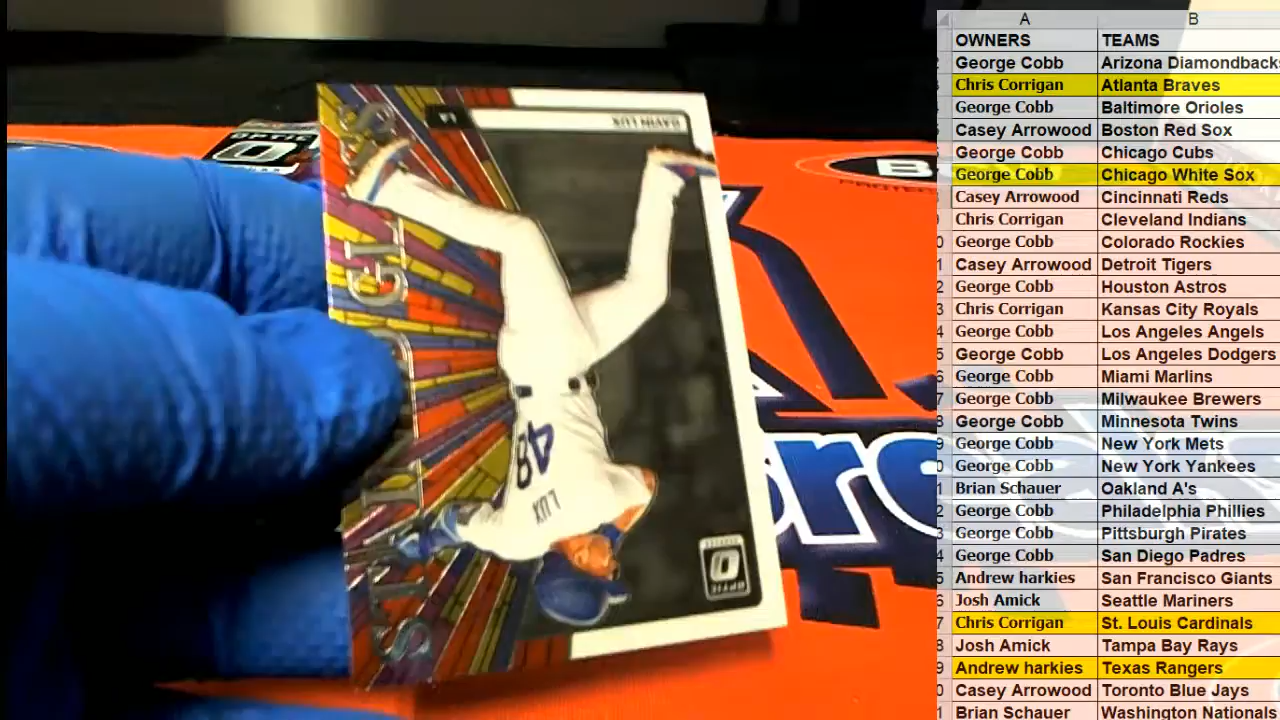 A B
OWNERS TEAMS
George Cobb Arizona Diamondbacks
Chris Corrigan Atlanta Braves
George Cobb Baltimore Orioles
Casey Arrowood Boston Red Sox
George Cobb Chicago Cubs
George Cobb Chicago White Sox
Casey Arrowood Cincinnati Reds
Chris Corrigan Cleveland Indians
George Cobb Colorado Rockies
Casey Arrowood Detroit Tigers
George Cobb Houston Astros
Chris Corrigan Kansas City Royals
George Cobb Los Angeles Angels
George Cobb Los Angeles Dodgers
George Cobb Miami Marlins
George Cobb Milwaukee Brewers
George Cobb Minnesota Twins
George Cobb New York Mets
George Cobb New York Yankees
Brian Schauer Oakland A's
George Cobb Philadelphia Phillies
George Cobb Pittsburgh Pirates
George Cobb San Diego Padres
Andrew harkies San Francisco Giants
Josh Amick Seattle Mariners
Chris Corrigan St. Louis Cardinals
Josh Amick Tampa Bay Rays
Andrew harkies Texas Rangers
Casey Arrowood Toronto Blue Jays
Brian Schauer Washington Nationals
GAVIN LUX
LUX
48
OPTIC
OPTIC